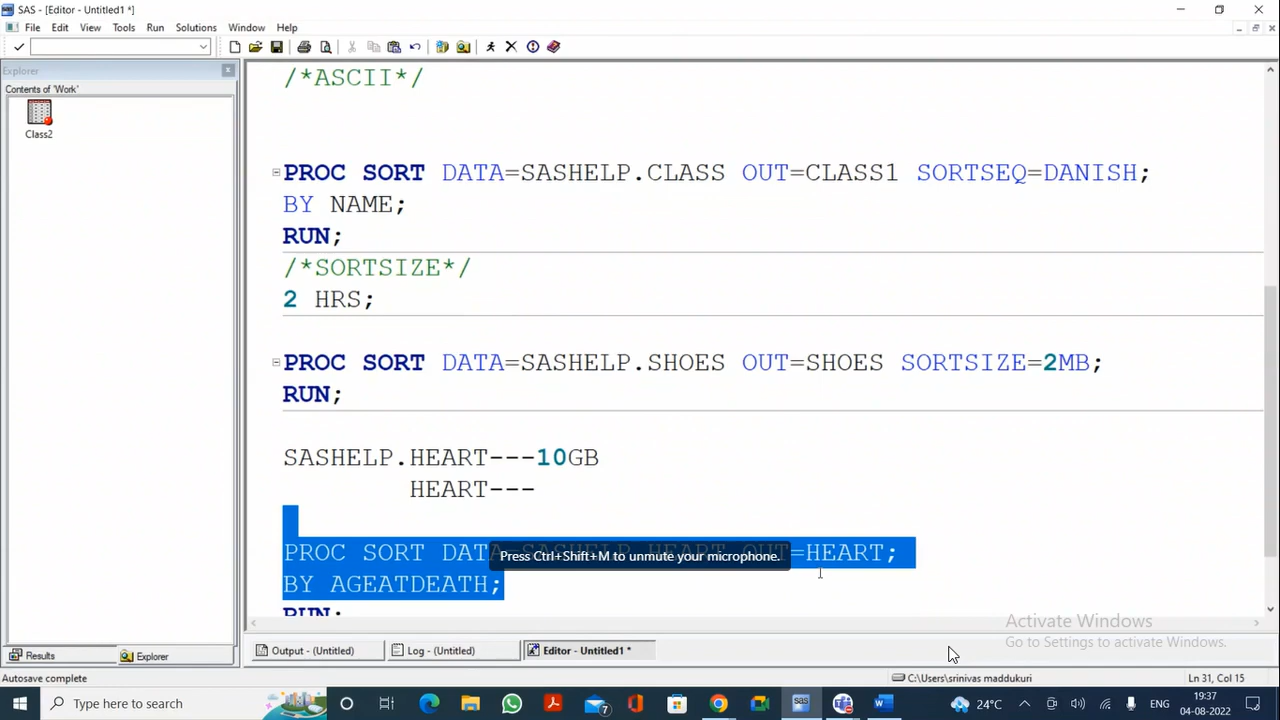 SAS - [Editor - Untitled1 *]
File Edit View Tools Run Solutions Window Help
Explorer
Contents of 'Work'
Class2
/*ASCII*/
PROC SORT DATA=SASHELP.CLASS OUT=CLASS1 SORTSEQ=DANISH;
BY NAME;
RUN;
/*SORTSIZE*/
2 HRS;
PROC SORT DATA=SASHELP.SHOES OUT=SHOES SORTSIZE=2MB;
RUN;
SASHELP.HEART---10GB
HEART---
PROC SORT DATA=SASHELP.HEART OUT=HEART;
Press Ctrl+Shift+M to unmute your microphone.
BY AGEATDEATH;
RUN;
Activate Windows
Go to Settings to activate Windows.
Results Explorer
Output - (Untitled) Log - (Untitled) Editor - Untitled1 *
Autosave complete C:\Users\srinivas maddukuri Ln 31, Col 15
Type here to search 7 24°C ENG 19:37
04-08-2022